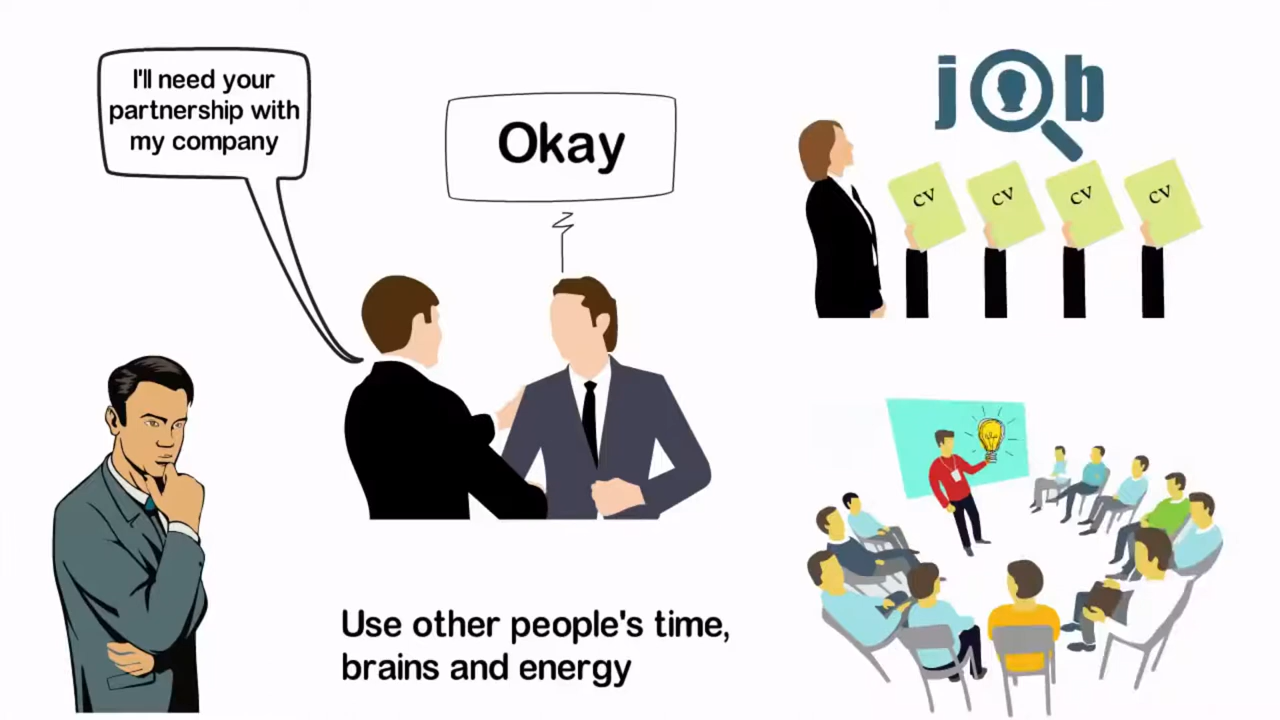 I'll need your
partnership with
my company
Okay
job
cv
cv
cv
cv
Use other people's time,
brains and energy